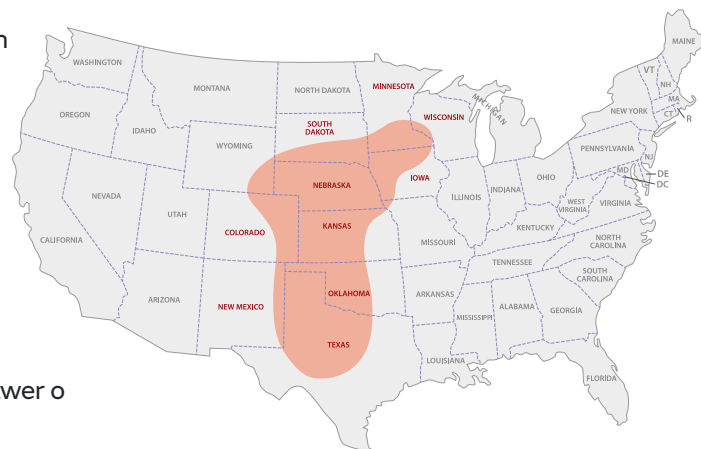 n
WASHINGTON
MONTANA
NORTH DAKOTA
MINNESOTA
MAINE
OREGON
IDAHO
WYOMING
SOUTH
DAKOTA
WISCONSIN
MICHIGAN
VT
NH
MA
CT
R
NEW YORK
NEVADA
UTAH
COLORADO
NEBRASKA
IOWA
ILLINOIS
INDIANA
OHIO
PENNSYLVANIA
NJ
MD
DE
DC
WEST
VIRGINIA
VIRGINIA
CALIFORNIA
KANSAS
MISSOURI
KENTUCKY
NORTH
CAROLINA
TENNESSEE
SOUTH
CAROLINA
ARIZONA
NEW MEXICO
OKLAHOMA
ARKANSAS
MISSISSIPPI
ALABAMA
GEORGIA
TEXAS
LOUISIANA
FLORIDA
wer o